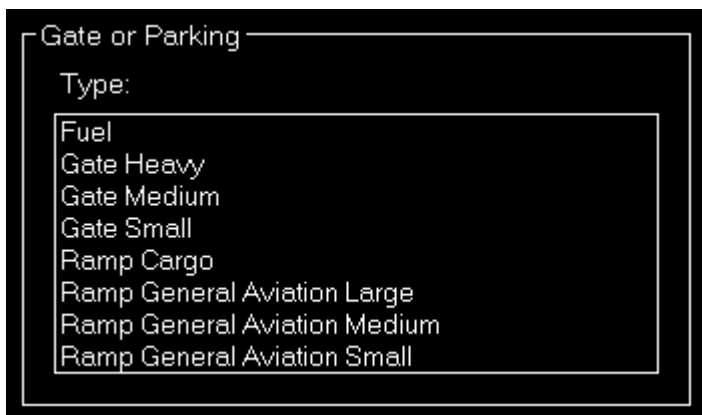 Gate or Parking
Type:
Fuel
Gate Heavy
Gate Medium
Gate Small
Ramp Cargo
Ramp General Aviation Large
Ramp General Aviation Medium
Ramp General Aviation Small